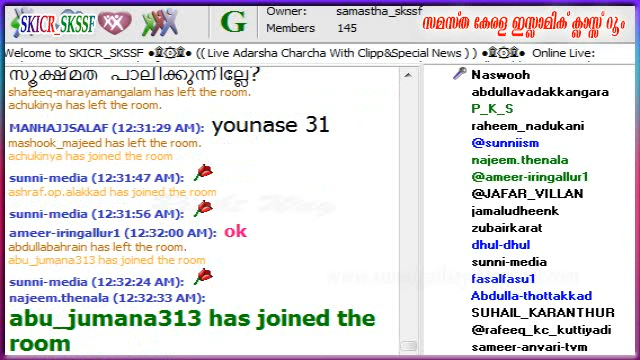 SKICR SKSSF
G
Owner: samastha_skssf
Members 145
സമസ്ത കേരള ഇസ്ലാമിക് ക്ലാസ്സ് റൂം
Welcome to SKICR_SKSSF (( Live Adarsha Charcha With Clipp&Special News ) ) Online Live:
സൂക്ഷ്മത പാലിക്കുന്നില്ലേ?
shafeeq-marayamangalam has left the room.
achukinya has left the room.
MANHAJJSALAF (12:31:29 AM): younase 31
mashook_majeed has left the room.
achukinya has joined the room
sunni-media (12:31:47 AM):
ashraf.op.alakkad has joined the room
sunni-media (12:31:56 AM):
ameer-iringallur1 (12:32:00 AM): ok
abdullabahrain has left the room.
abu_jumana313 has joined the room
sunni-media (12:32:24 AM):
najeem.thenala (12:32:33 AM):
abu_jumana313 has joined the
room
Naswooh
abdullavadakkangara
P_K_S
raheem_nadukani
@sunniism
najeem.thenala
@ameer-iringallur1
@JAFAR_VILLAN
jamaludheenk
zubairkarat
dhul-dhul
sunni-media
fasalfasu1
Abdulla-thottakkad
SUHAIL_KARANTHUR
@rafeeq_kc_kuttiyadi
sameer-anvari-tvm